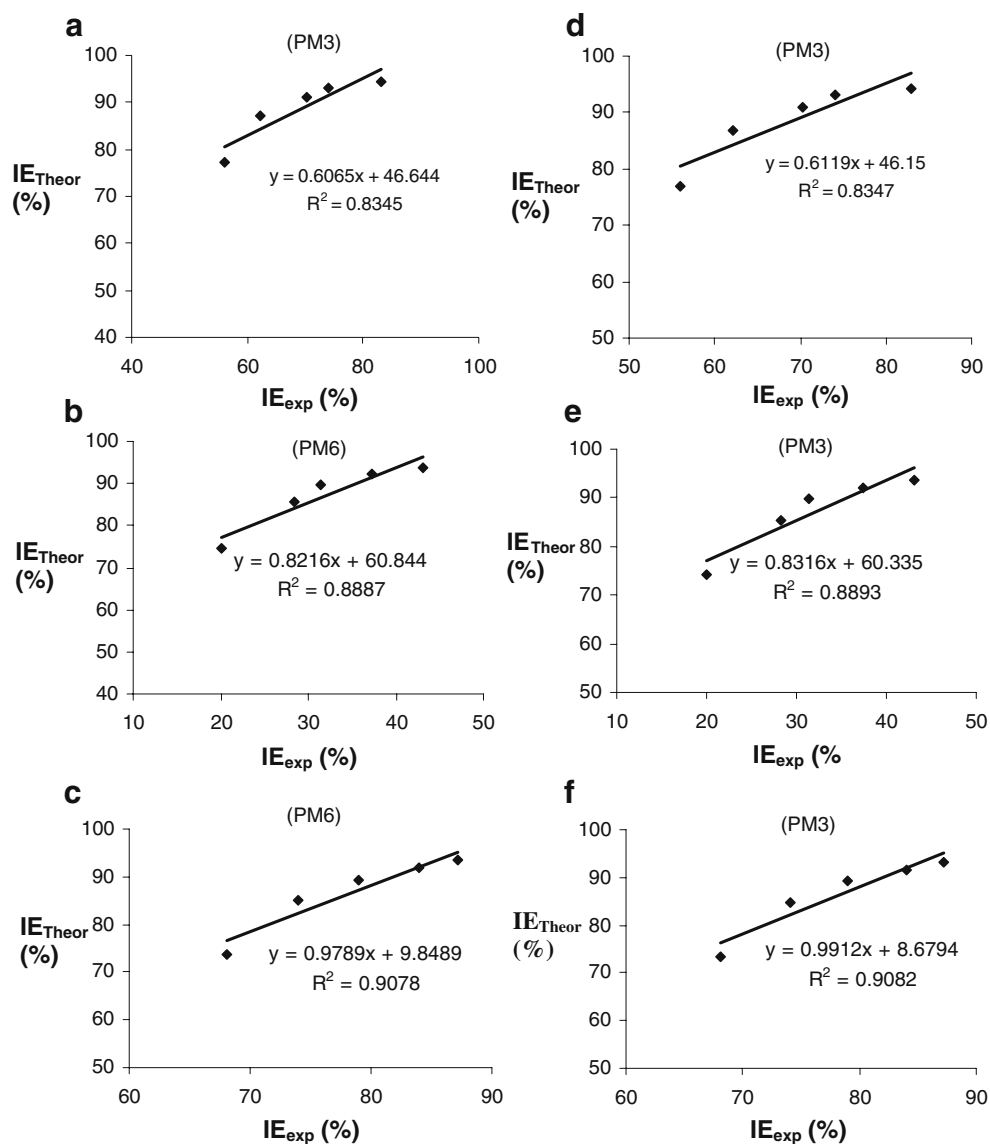 a
(PM3)
100
90
80
70
60
50
40
IE_Theor
(%)
y = 0.6065x + 46.644
R² = 0.8345
40 60 80 100
IE_exp (%)
d
(PM3)
100
90
80
70
60
50
IE_Theor
(%)
y = 0.6119x + 46.15
R² = 0.8347
50 60 70 80 90
IE_exp (%)
b
(PM6)
100
90
80
70
60
50
40
IE_Theor
(%)
y = 0.8216x + 60.844
R² = 0.8887
10 20 30 40 50
IE_exp (%)
e
(PM3)
100
90
80
70
60
50
IE_Theor
(%)
y = 0.8316x + 60.335
R² = 0.8893
10 20 30 40 50
IE_exp (%
c
(PM6)
100
90
80
70
60
50
IE_Theor
(%)
y = 0.9789x + 9.8489
R² = 0.9078
60 70 80 90
IE_exp (%)
f
(PM3)
100
90
80
70
60
50
IE_Theor
(%)
y = 0.9912x + 8.6794
R² = 0.9082
60 70 80 90
IE_exp (%)